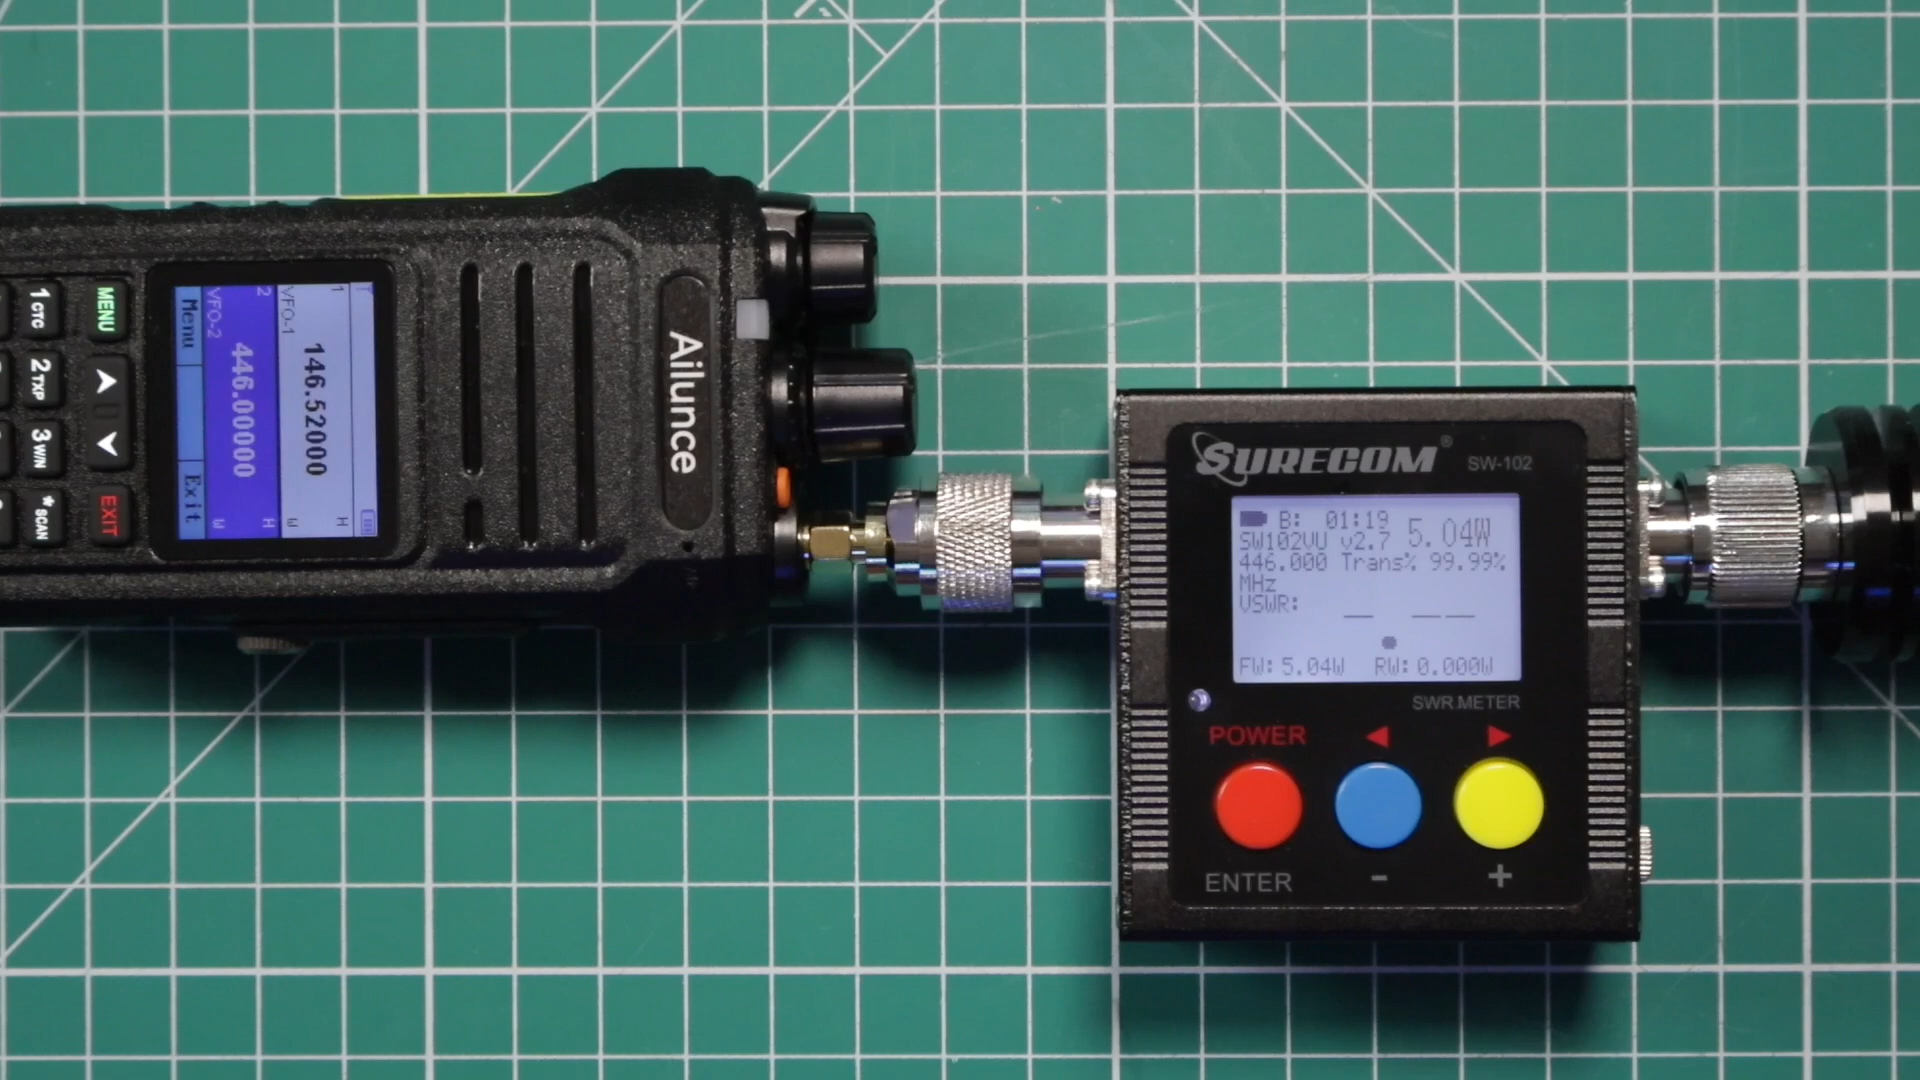 T
1 H
VFO-1 146.52000 W
2 H
VFO-2 446.00000 W
Menu Exit
MENU
EXIT
1 CTC
2 TXP
3 WN
* SCAN
Ailunce
SURECOM®
SW-102
B: 01:19 5.04W
SW102VU v2.7
446.000 Trans% 99.99%
MHz
VSWR: — — —
FW: 5.04W RW: 0.000W
SWR METER
POWER ◀ ▶
ENTER - +